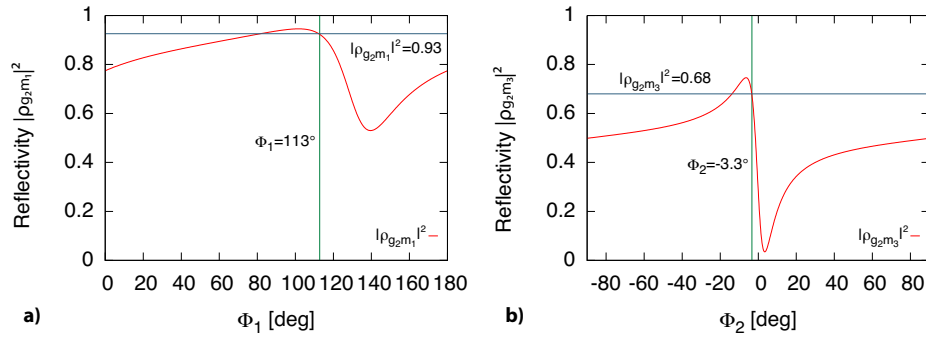 1
0.8
0.6
0.4
0.2
0
Reflectivity |ρg₂m₁|²
|ρg₂m₁|²=0.93
Φ₁=113°
|ρg₂m₁|²
0 20 40 60 80 100 120 140 160 180
a)
Φ₁ [deg]
1
0.8
0.6
0.4
0.2
0
Reflectivity |ρg₂m₃|²
|ρg₂m₃|²=0.68
Φ₂=-3.3°
|ρg₂m₃|²
-80 -60 -40 -20 0 20 40 60 80
b)
Φ₂ [deg]